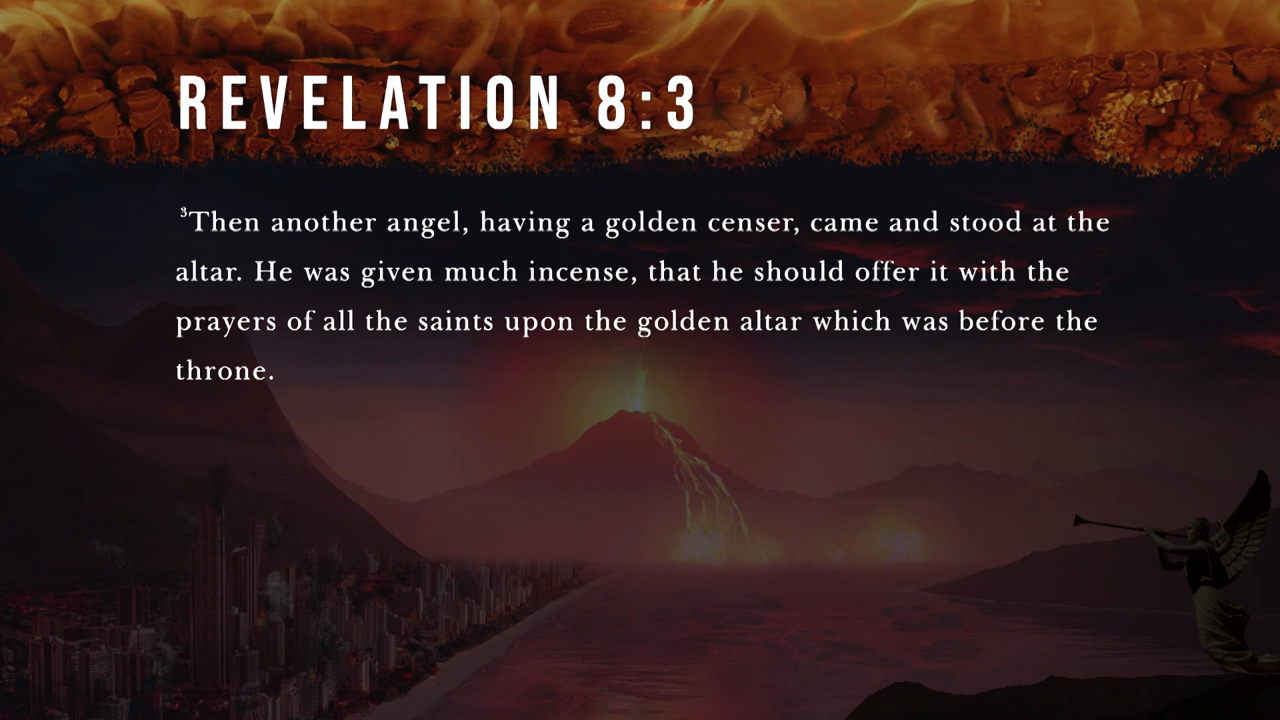 REVELATION 8:3
³Then another angel, having a golden censer, came and stood at the
altar. He was given much incense, that he should offer it with the
prayers of all the saints upon the golden altar which was before the
throne.